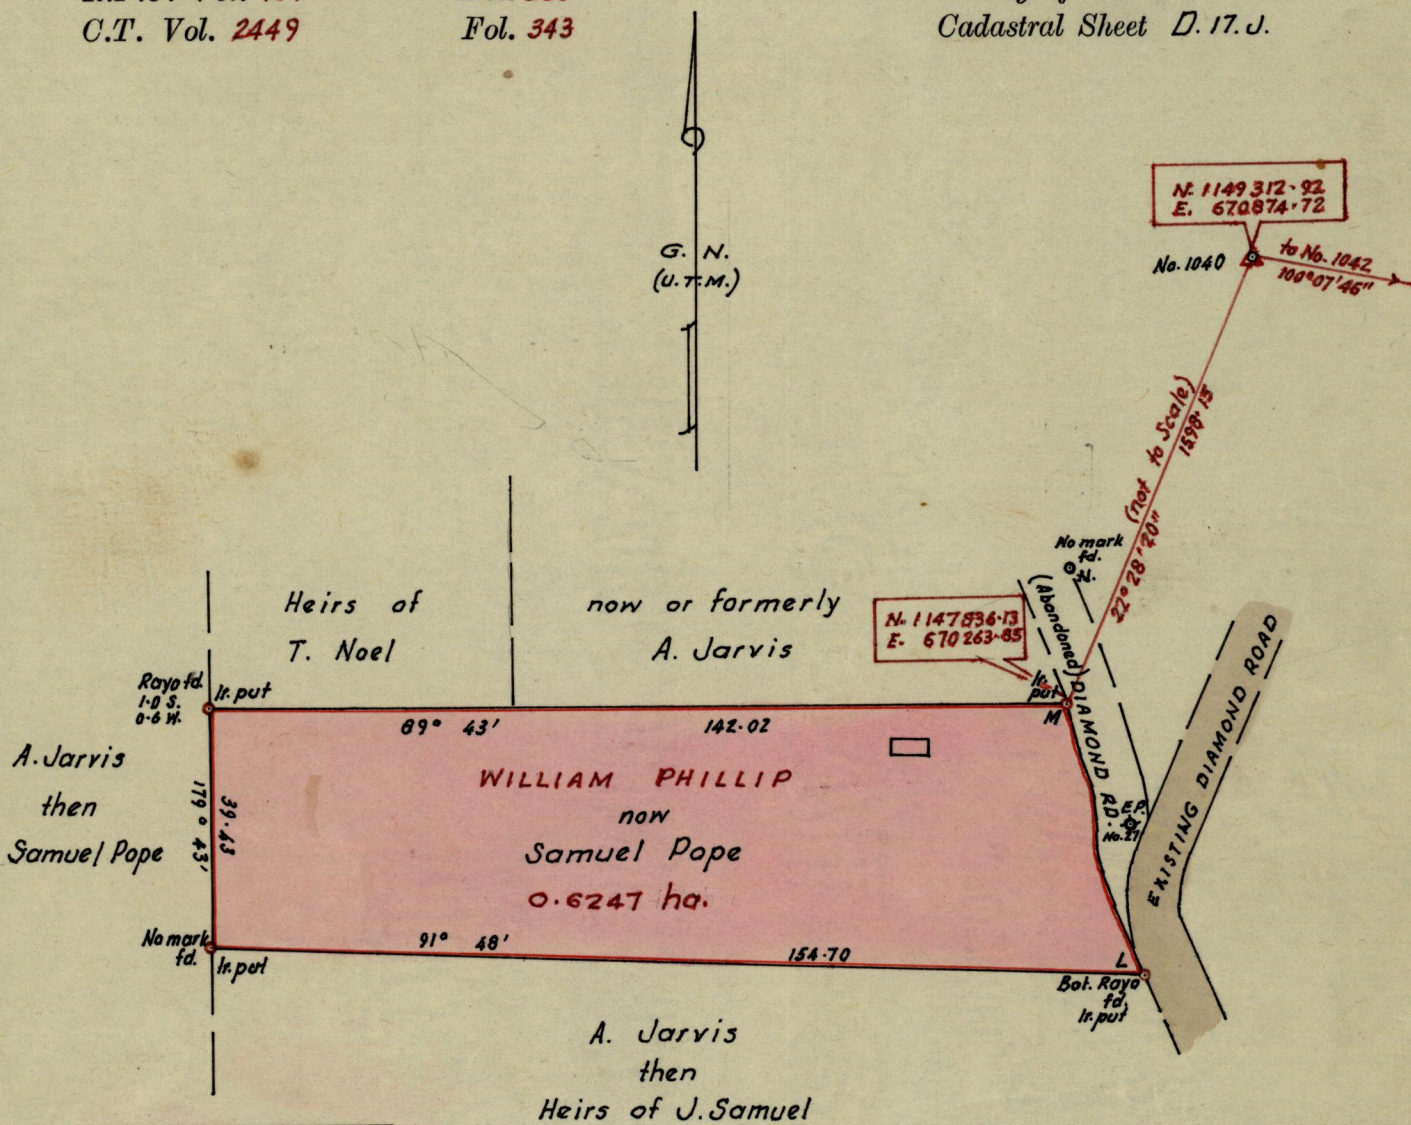 C.T. Vol. 2449 Fol. 343
Cadastral Sheet D. 17. J.
G. N.
(U.T.M.)
N. 1149312·92
E. 670874·72
No. 1040
to No. 1042
100°07'46"
(not to Scale)
22° 28' 20" 1598·15
No mark
fd.
(Abandoned) DIAMOND RD.
EXISTING DIAMOND ROAD
Heirs of
T. Noel
now or formerly
A. Jarvis
N. 1147836·13
E. 670263·85
Rayo fd.
1·0 S.
0·6 W.
Ir. put
Ir.
put
M
89° 43' 142·02
A. Jarvis
then
Samuel Pope
39·43
179° 43'
WILLIAM PHILLIP
now
Samuel Pope
0·6247 ha.
E.P.
No.27
No mark
fd.
Ir. put
91° 48' 154·70
L
Bot. Rayo
fd.
Ir. put
A. Jarvis
then
Heirs of J. Samuel